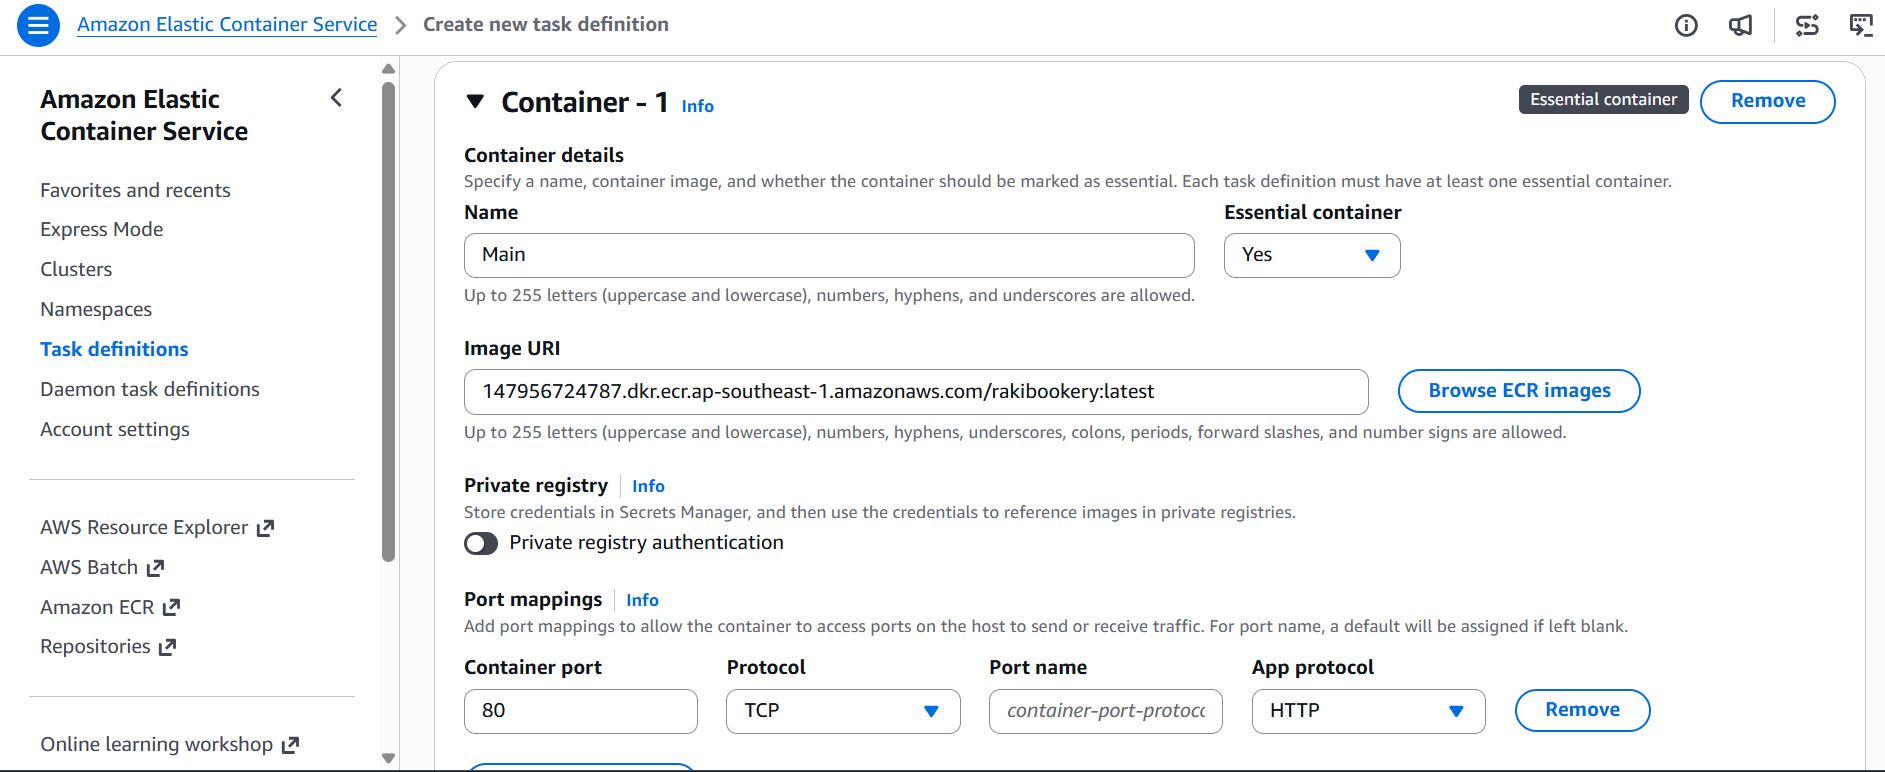 Amazon Elastic Container Service > Create new task definition
Amazon Elastic
Container Service
Favorites and recents
Express Mode
Clusters
Namespaces
Task definitions
Daemon task definitions
Account settings
AWS Resource Explorer
AWS Batch
Amazon ECR
Repositories
Online learning workshop
Container - 1 Info
Essential container
Remove
Container details
Specify a name, container image, and whether the container should be marked as essential. Each task definition must have at least one essential container.
Name
Essential container
Main
Yes
Up to 255 letters (uppercase and lowercase), numbers, hyphens, and underscores are allowed.
Image URI
147956724787.dkr.ecr.ap-southeast-1.amazonaws.com/rakibookery:latest
Browse ECR images
Up to 255 letters (uppercase and lowercase), numbers, hyphens, underscores, colons, periods, forward slashes, and number signs are allowed.
Private registry Info
Store credentials in Secrets Manager, and then use the credentials to reference images in private registries.
Private registry authentication
Port mappings Info
Add port mappings to allow the container to access ports on the host to send or receive traffic. For port name, a default will be assigned if left blank.
Container port
Protocol
Port name
App protocol
80
TCP
container-port-protoco
HTTP
Remove